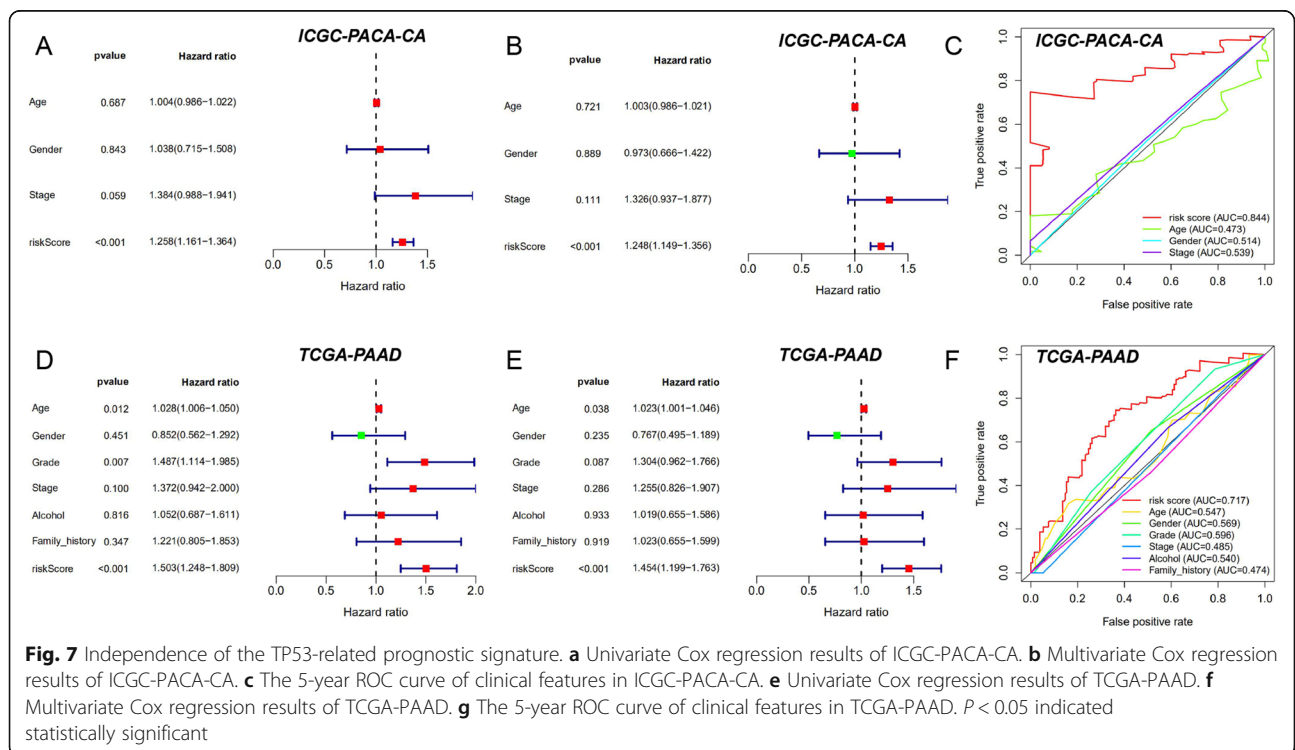 A
ICGC-PACA-CA
pvalue Hazard ratio
Age 0.687 1.004(0.986−1.022)
Gender 0.843 1.038(0.715−1.508)
Stage 0.059 1.384(0.988−1.941)
riskScore <0.001 1.258(1.161−1.364)
0.0 0.5 1.0 1.5
Hazard ratio
B
ICGC-PACA-CA
pvalue Hazard ratio
Age 0.721 1.003(0.986−1.021)
Gender 0.889 0.973(0.666−1.422)
Stage 0.111 1.326(0.937−1.877)
riskScore <0.001 1.248(1.149−1.356)
0.0 0.5 1.0 1.5
Hazard ratio
C
ICGC-PACA-CA
True positive rate
1.0
0.8
0.6
0.4
0.2
0.0
risk score (AUC=0.844)
Age (AUC=0.473)
Gender (AUC=0.514)
Stage (AUC=0.539)
0.0 0.2 0.4 0.6 0.8 1.0
False positive rate
D
TCGA-PAAD
pvalue Hazard ratio
Age 0.012 1.028(1.006−1.050)
Gender 0.451 0.852(0.562−1.292)
Grade 0.007 1.487(1.114−1.985)
Stage 0.100 1.372(0.942−2.000)
Alcohol 0.816 1.052(0.687−1.611)
Family_history 0.347 1.221(0.805−1.853)
riskScore <0.001 1.503(1.248−1.809)
0.0 0.5 1.0 1.5 2.0
Hazard ratio
E
TCGA-PAAD
pvalue Hazard ratio
Age 0.038 1.023(1.001−1.046)
Gender 0.235 0.767(0.495−1.189)
Grade 0.087 1.304(0.962−1.766)
Stage 0.286 1.255(0.826−1.907)
Alcohol 0.933 1.019(0.655−1.586)
Family_history 0.919 1.023(0.655−1.599)
riskScore <0.001 1.454(1.199−1.763)
0.0 0.5 1.0 1.5
Hazard ratio
F
TCGA-PAAD
True positive rate
1.0
0.8
0.6
0.4
0.2
0.0
risk score (AUC=0.717)
Age (AUC=0.547)
Gender (AUC=0.569)
Grade (AUC=0.596)
Stage (AUC=0.485)
Alcohol (AUC=0.540)
Family_history (AUC=0.474)
0.0 0.2 0.4 0.6 0.8 1.0
False positive rate
Fig. 7 Independence of the TP53-related prognostic signature. a Univariate Cox regression results of ICGC-PACA-CA. b Multivariate Cox regression
results of ICGC-PACA-CA. c The 5-year ROC curve of clinical features in ICGC-PACA-CA. e Univariate Cox regression results of TCGA-PAAD. f
Multivariate Cox regression results of TCGA-PAAD. g The 5-year ROC curve of clinical features in TCGA-PAAD. P < 0.05 indicated
statistically significant